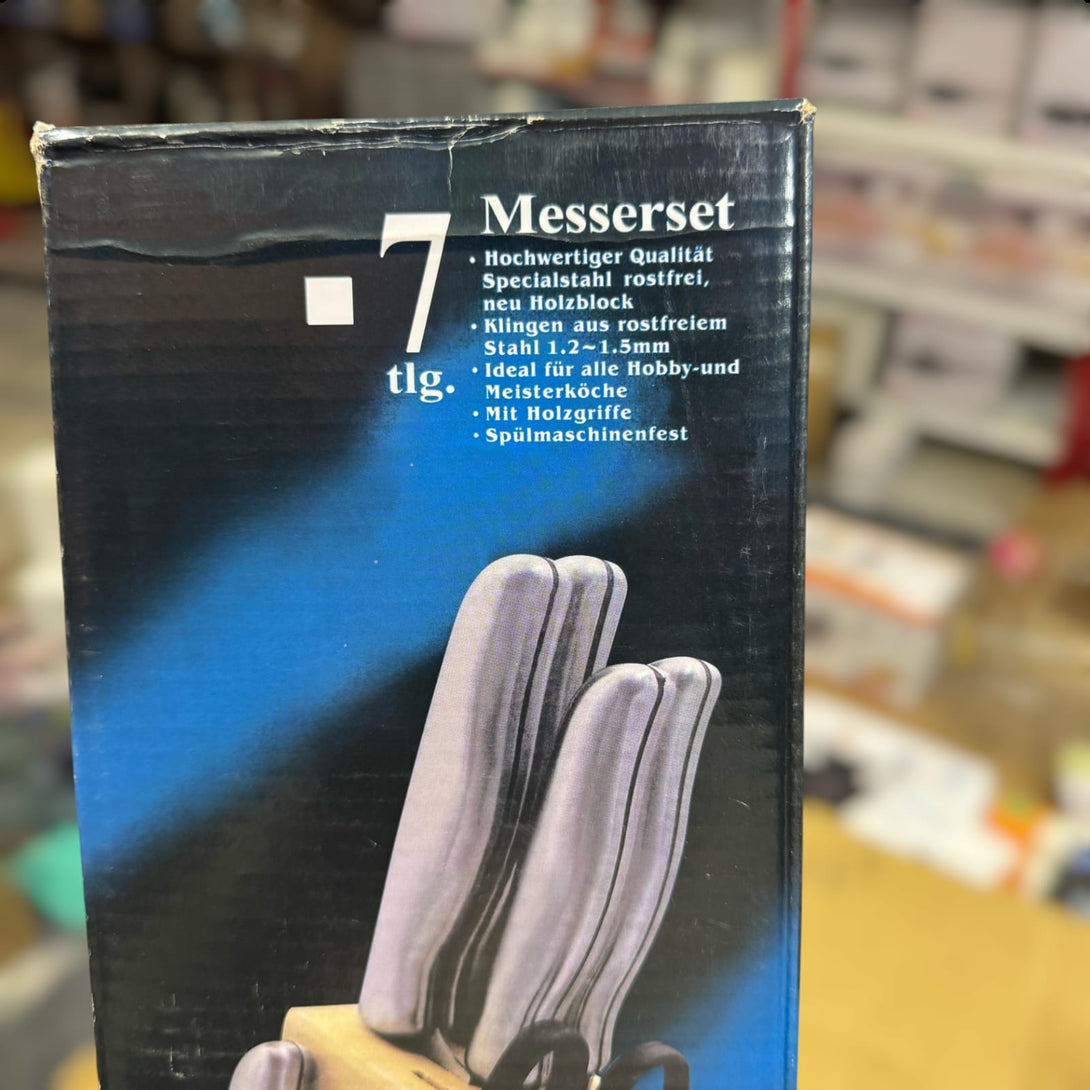 7
tlg.
Messerset
• Hochwertiger Qualität
Specialstahl rostfrei,
neu Holzblock
• Klingen aus rostfreiem
Stahl 1.2~1.5mm
• Ideal für alle Hobby-und
Meisterköche
• Mit Holzgriffe
• Spülmaschinenfest